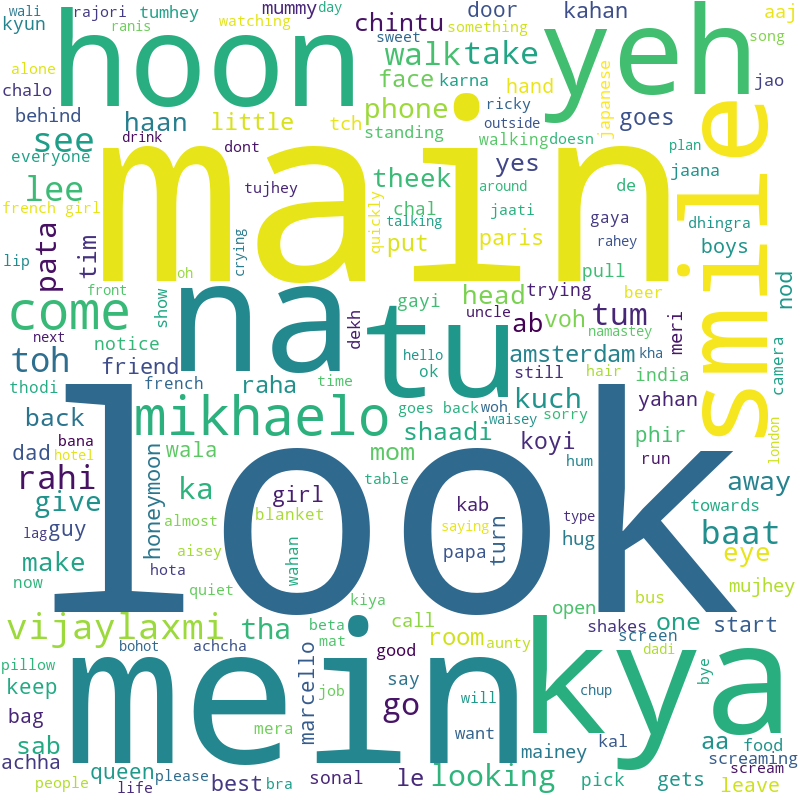 wali rajori tumhey mummy day something door kahan aaj
kyun ranis watching chintu sweet song
hoon yeh
alone walk take
chalo face karna hand japanese jao
behind haan little tch phone ricky outside goes
see drink dont standing walking doesn plan
everyone main yes smile
lee tujhey theek around de jaana
french girl chal jaati gaya dhingra
pata tim quickly talking put paris rahey boys
lip crying pull nod
oh na head trying beer
come front show gayi uncle ab voh tum namastey meri camera
next notice dekh hello tu amsterdam kha
toh friend ok still hair india
thodi french raha time goes back woh waisey sorry kuch yahan
back mikhaelo phir london
dad bana wala mom shaadi koyi run
rahi hotel table hum
look
give honeymoon ka girl kab turn type away
guy almost blanket saying towards
lag aisey wahan papa hug baat
make hota eye
now quiet kiya open bus mujhey
vijaylaxmi tha beta call room one start
bohot achcha mat good aunty shakes screen dadi
pillow mein kya
keep marcello job say will chup bye
bag mera go want kal
sab mainey aa food
achha queen please sonal le looking pick gets screaming
people life best bra leave scream